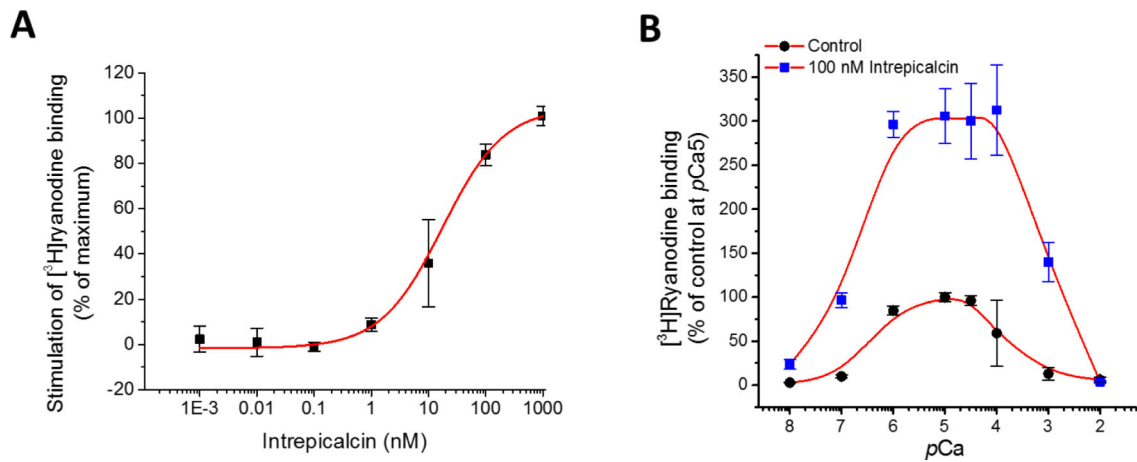 A
Stimulation of [³H]ryanodine binding
(% of maximum)
120
100
80
60
40
20
0
-20
1E-3 0.01 0.1 1 10 100 1000
Intrepicalcin (nM)
B
Control
100 nM Intrepicalcin
[³H]Ryanodine binding
(% of control at pCa5)
350
300
250
200
150
100
50
0
8 7 6 5 4 3 2
pCa